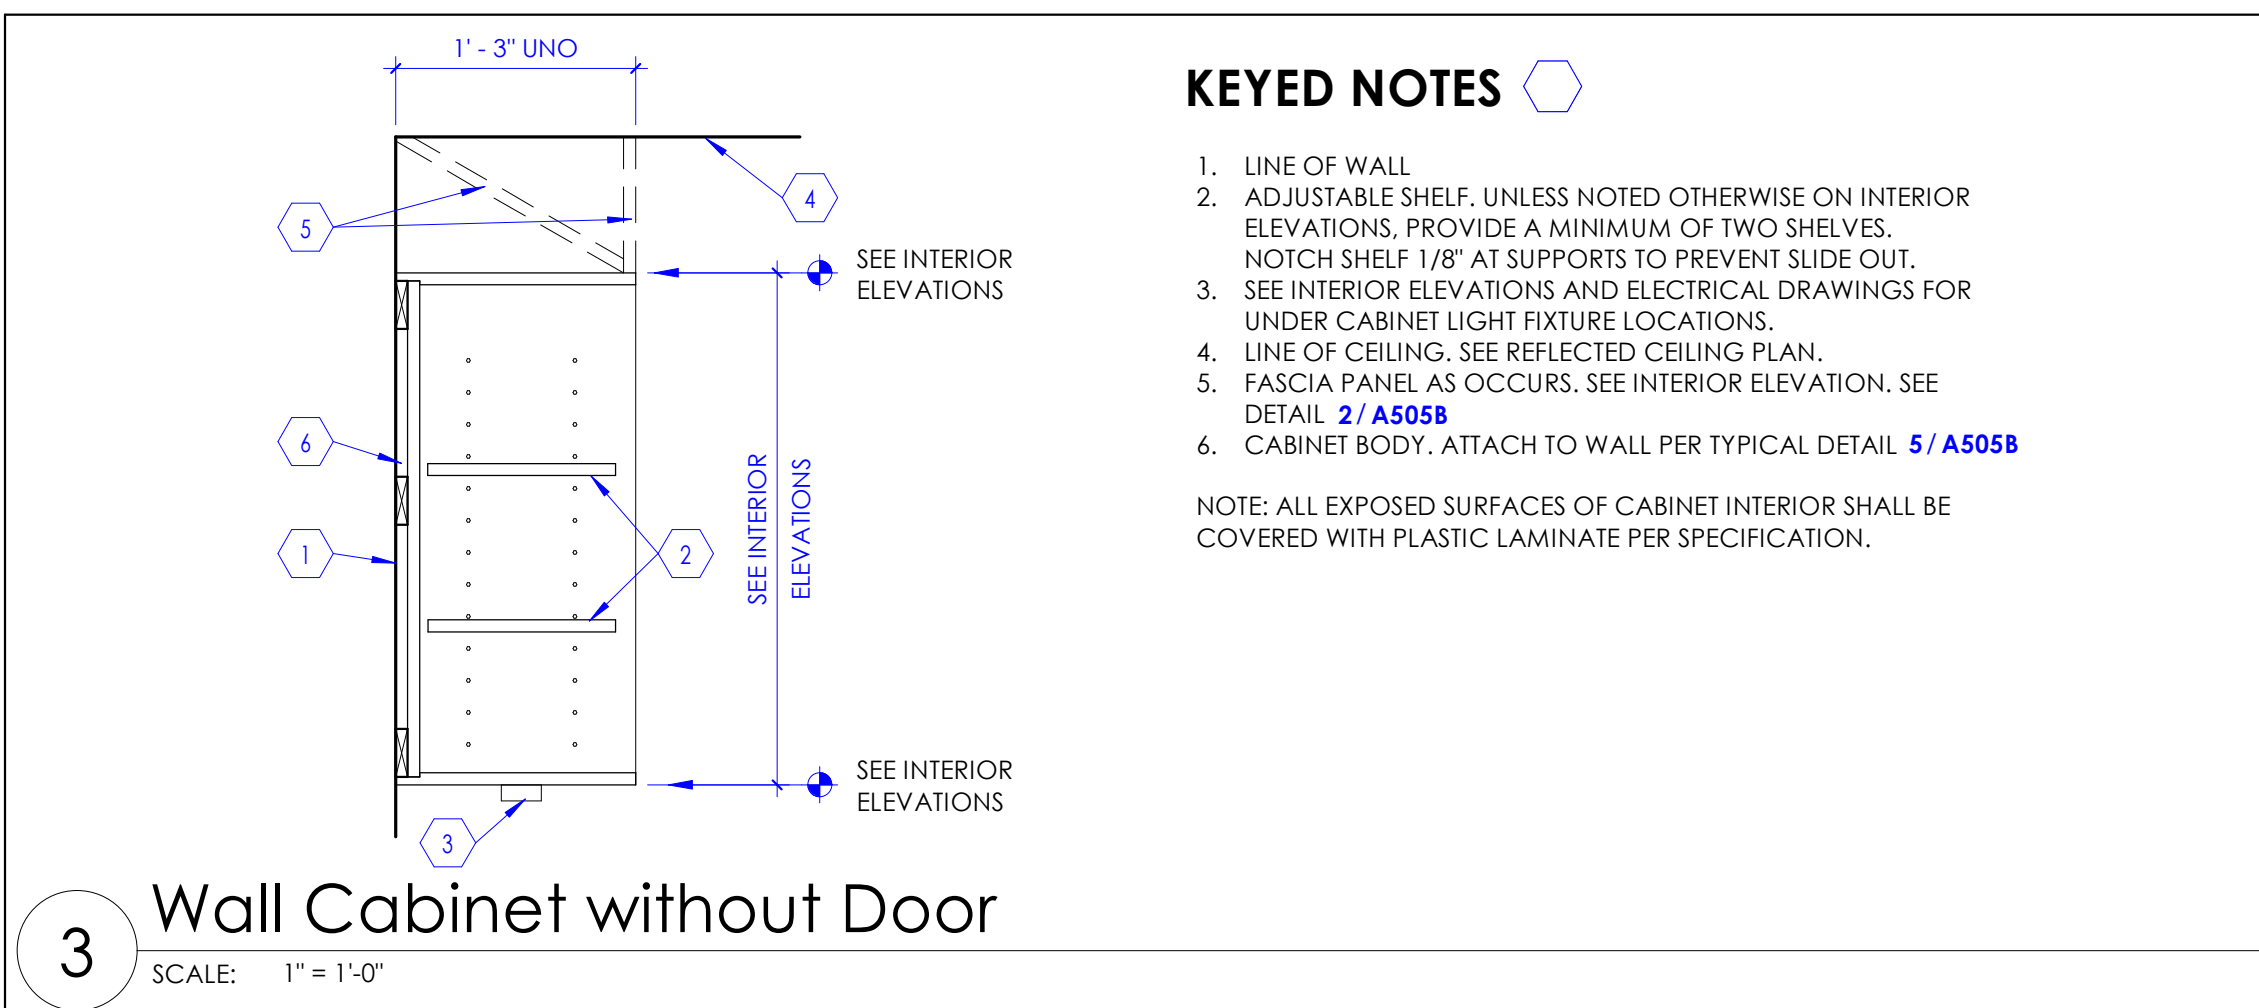 1' - 3" UNO
5
4
SEE INTERIOR
ELEVATIONS
6
1
2
SEE INTERIOR
ELEVATIONS
SEE INTERIOR
ELEVATIONS
3
KEYED NOTES
1. LINE OF WALL
2. ADJUSTABLE SHELF. UNLESS NOTED OTHERWISE ON INTERIOR
ELEVATIONS, PROVIDE A MINIMUM OF TWO SHELVES.
NOTCH SHELF 1/8" AT SUPPORTS TO PREVENT SLIDE OUT.
3. SEE INTERIOR ELEVATIONS AND ELECTRICAL DRAWINGS FOR
UNDER CABINET LIGHT FIXTURE LOCATIONS.
4. LINE OF CEILING. SEE REFLECTED CEILING PLAN.
5. FASCIA PANEL AS OCCURS. SEE INTERIOR ELEVATION. SEE
DETAIL 2/ A505B
6. CABINET BODY. ATTACH TO WALL PER TYPICAL DETAIL 5/ A505B
NOTE: ALL EXPOSED SURFACES OF CABINET INTERIOR SHALL BE
COVERED WITH PLASTIC LAMINATE PER SPECIFICATION.
3
Wall Cabinet without Door
SCALE: 1" = 1'-0"